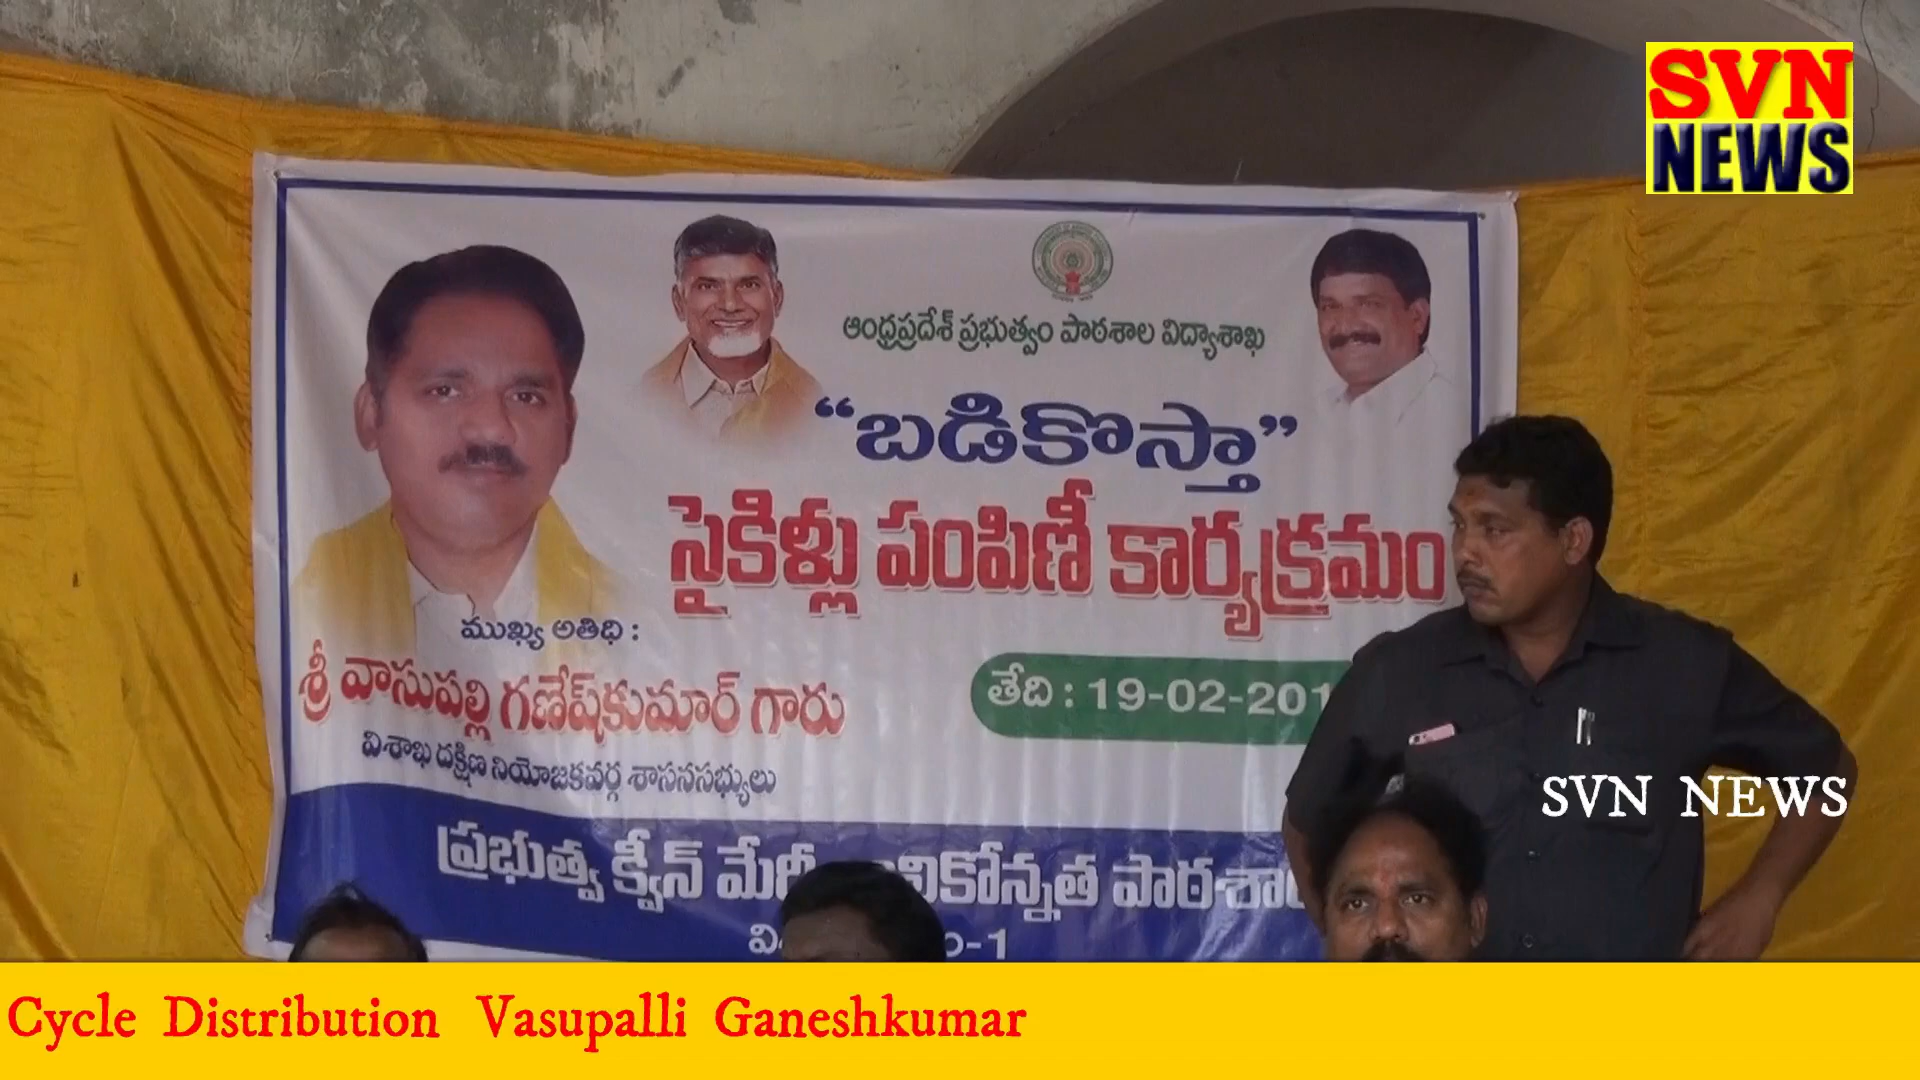 SVN
NEWS
ఆంధ్రప్రదేశ్ ప్రభుత్వం పాఠశాల విద్యాశాఖ
“బడికొస్తా”
సైకిళ్లు పంపిణీ కార్యక్రమం
ముఖ్య అతిధి :
శ్రీ వాసుపల్లి గణేష్‌కుమార్ గారు
విశాఖ దక్షిణ నియోజకవర్గ శాసనసభ్యులు
తేది : 19-02-201
ప్రభుత్వ క్వీన్ మేరీ
SVN NEWS
Cycle Distribution Vasupalli Ganeshkumar